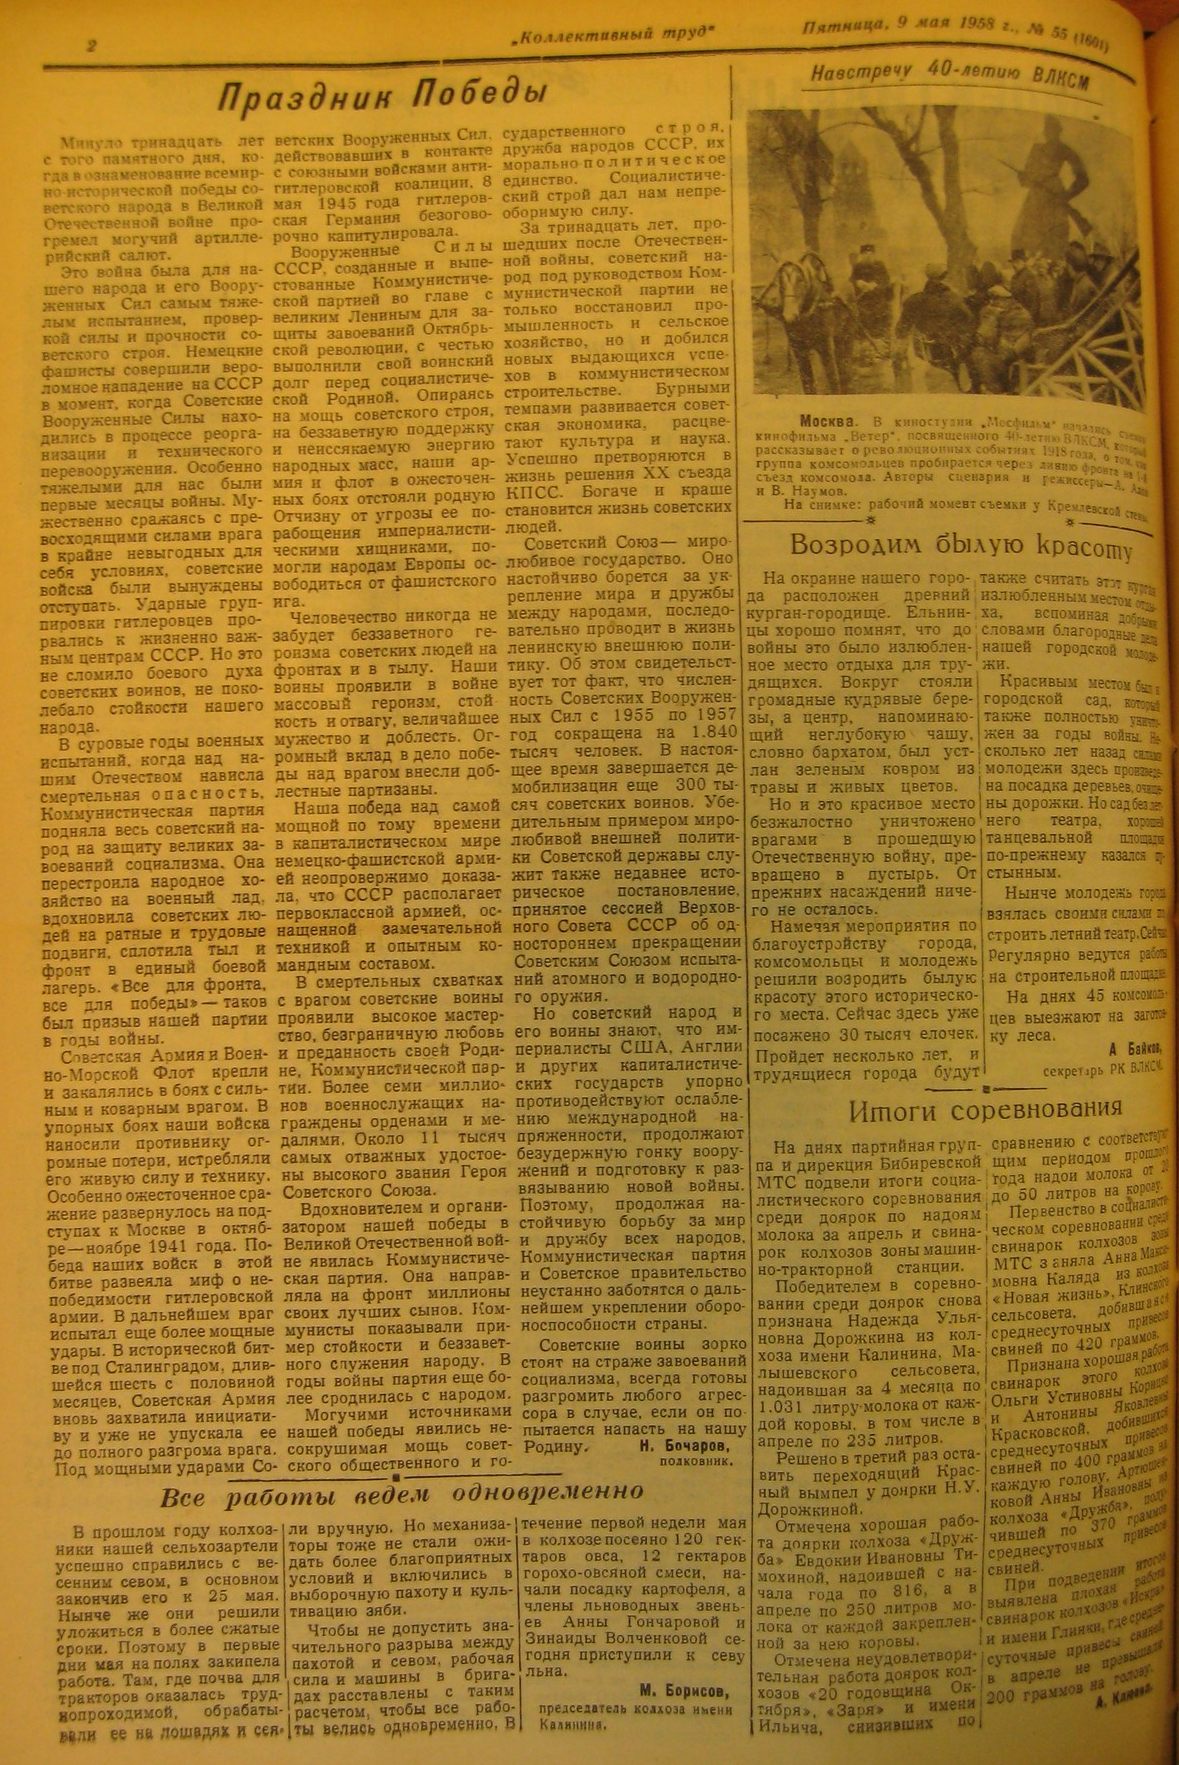 2
„Коллективный труд"
Пятница, 9 мая 1958 г., № 55 (1601)
Праздник Победы
Минуло тринадцать лет
с того памятного дня, ко-
гда в ознаменование всемир-
но-исторической победы со-
ветского народа в Великой
Отечественной войне про-
гремел могучий артилле-
рийский салют.
Это война была для на-
шего народа и его Воору-
женных Сил самым тяже-
лым испытанием, провер-
кой силы и прочности со-
ветского строя. Немецкие
фашисты совершили веро-
ломное нападение на СССР
в момент, когда Советские
Вооруженные Силы нахо-
дились в процессе реорга-
низации и технического
перевооружения. Особенно
тяжелыми для нас были
первые месяцы войны. Му-
жественно сражаясь с пре-
восходящими силами врага
в крайне невыгодных для
себя условиях, советские
войска были вынуждены
отступать. Ударные груп-
пировки гитлеровцев про-
рвались к жизненно важ-
ным центрам СССР. Но это
не сломило боевого духа
советских воинов, не поко-
лебало стойкости нашего
народа.
В суровые годы военных
испытаний, когда над на-
шим Отечеством нависла
смертельная опасность,
Коммунистическая партия
подняла весь советский на-
род на защиту великих за-
воеваний социализма. Она
перестроила народное хо-
зяйство на военный лад,
вдохновила советских лю-
дей на ратные и трудовые
подвиги, сплотила тыл и
фронт в единый боевой
лагерь. «Все для фронта,
все для победы» — таков
был призыв нашей партии
в годы войны.
Советская Армия и Воен-
но-Морской Флот крепли
и закалялись в боях с силь-
ным и коварным врагом. В
упорных боях наши войска
наносили противнику ог-
ромные потери, истребляли
его живую силу и технику.
Особенно ожесточенное сра-
жение развернулось на под-
ступах к Москве в октяб-
ре—ноябре 1941 года. По-
беда наших войск в этой
битве развеяла миф о не-
победимости гитлеровской
армии. В дальнейшем враг
испытал еще более мощные
удары. В исторической бит-
ве под Сталинградом, длив-
шейся шесть с половиной
месяцев, Советская Армия
вновь захватила инициати-
ву и уже не упускала ее
до полного разгрома врага.
Под мощными ударами Со-
ветских Вооруженных Сил,
действовавших в контакте
с союзными войсками анти-
гитлеровской коалиции, 8
мая 1945 года гитлеров-
ская Германия безогово-
рочно капитулировала.
Вооруженные Силы
СССР, созданные и выпе-
стованные Коммунистиче-
ской партией во главе с
великим Лениным для за-
щиты завоеваний Октябрь-
ской революции, с честью
выполнили свой воинский
долг перед социалистиче-
ской Родиной. Опираясь
на мощь советского строя,
на беззаветную поддержку
и неиссякаемую энергию
народных масс, наши ар-
мия и флот в ожесточен-
ных боях отстояли родную
Отчизну от угрозы ее по-
рабощения империалисти-
ческими хищниками, по-
могли народам Европы ос-
вободиться от фашистского
ига.
Человечество никогда не
забудет беззаветного ге-
роизма советских людей на
фронтах и в тылу. Наши
воины проявили в войне
массовый героизм, стой
кость и отвагу, величайшее
мужество и доблесть. Ог-
ромный вклад в дело побе-
ды над врагом внесли доб-
лестные партизаны.
Наша победа над самой
мощной по тому времени
в капиталистическом мире
немецко-фашистской арми-
ей неопровержимо доказа-
ла, что СССР располагает
первоклассной армией, ос-
нащенной замечательной
техникой и опытным ко-
мандным составом.
В смертельных схватках
с врагом советские воины
проявили высокое мастер-
ство, безграничную любовь
и преданность своей Роди-
не, Коммунистической пар-
тии. Более семи миллио-
нов военнослужащих на-
граждены орденами и ме-
далями. Около 11 тысяч
самых отважных удостое-
ны высокого звания Героя
Советского Союза.
Вдохновителем и органи-
затором нашей победы в
Великой Отечественной вой-
не явилась Коммунистиче-
ская партия. Она направ-
ляла на фронт миллионы
своих лучших сынов. Ком-
мунисты показывали при-
мер стойкости и беззавет-
ного служения народу. В
годы войны партия еще бо-
лее сроднилась с народом.
Могучими источниками
нашей победы явились не-
сокрушимая мощь совет-
ского общественного и го-
сударственного строя,
дружба народов СССР, их
морально-политическое
единство. Социалистиче-
ский строй дал нам непре-
оборимую силу.
За тринадцать лет, про-
шедших после Отечествен-
ной войны, советский на-
род под руководством Ком-
мунистической партии не
только восстановил про-
мышленность и сельское
хозяйство, но и добился
новых выдающихся успе-
хов в коммунистическом
строительстве. Бурными
темпами развивается совет-
ская экономика, расцве-
тают культура и наука.
Успешно претворяются в
жизнь решения XX съезда
КПСС. Богаче и краше
становится жизнь советских
людей.
Советский Союз— миро-
любивое государство. Оно
настойчиво борется за ук-
репление мира и дружбы
между народами, последо-
вательно проводит в жизнь
ленинскую внешнюю поли-
тику. Об этом свидетельст-
вует тот факт, что числен-
ность Советских Вооружен-
ных Сил с 1955 по 1957
год сокращена на 1.840
тысяч человек. В настоя-
щее время завершается де-
мобилизация еще 300 ты-
сяч советских воинов. Убе-
дительным примером миро-
любивой внешней полити-
ки Советской державы слу-
жит также недавнее исто-
рическое постановление,
принятое сессией Верхов-
ного Совета СССР об од-
ностороннем прекращении
Советским Союзом испыта-
ний атомного и водородно-
го оружия.
Но советский народ и
его воины знают, что им-
периалисты США, Англии
и других капиталистиче-
ских государств упорно
противодействуют ослабле-
нию международной на-
пряженности, продолжают
безудержную гонку воору-
жений и подготовку к раз-
вязыванию новой войны.
Поэтому, продолжая на-
стойчивую борьбу за мир
и дружбу всех народов,
Коммунистическая партия
и Советское правительство
неустанно заботятся о даль-
нейшем укреплении оборо-
носпособности страны.
Советские воины зорко
стоят на страже завоеваний
социализма, всегда готовы
разгромить любого агрес-
сора в случае, если он по-
пытается напасть на нашу
Родину.
Н. Бочаров,
полковник.
Навстречу 40-летию ВЛКСМ
Москва. В киностудии „Мосфильм" начались съемки
кинофильма „Ветер", посвященного 40-летию ВЛКСМ, который
рассказывает о революционных событиях 1918 года, о том, как
группа комсомольцев пробирается через линию фронта на 1-й
съезд комсомола. Авторы сценария и режиссеры—А. Алов
и В. Наумов.
На снимке: рабочий момент съемки у Кремлевской стены.
Возродим былую красоту
На окраине нашего горо-
да расположен древний
курган-городище. Ельнин-
цы хорошо помнят, что до
войны это было излюблен-
ное место отдыха для тру-
дящихся. Вокруг стояли
громадные кудрявые бере-
зы, а центр, напоминаю-
щий неглубокую чашу,
словно бархатом, был уст-
лан зеленым ковром из
травы и живых цветов.
Но и это красивое место
безжалостно уничтожено
врагами в прошедшую
Отечественную войну, пре-
вращено в пустырь. От
прежних насаждений ниче-
го не осталось.
Намечая мероприятия по
благоустройству города,
комсомольцы и молодежь
решили возродить былую
красоту этого историческо-
го места. Сейчас здесь уже
посажено 30 тысяч елочек.
Пройдет несколько лет, и
трудящиеся города будут
также считать этот курган
излюбленным местом отды-
ха, вспоминая добрыми
словами благородные дела
нашей городской молоде-
жи.
Красивым местом был и
городской сад, который
также полностью уничто-
жен за годы войны. Не-
сколько лет назад силами
молодежи здесь произведе-
на посадка деревьев, очище-
ны дорожки. Но сад без лет-
него театра, хорошей
танцевальной площадки
по-прежнему казался пу-
стынным.
Нынче молодежь города
взялась своими силами по-
строить летний театр. Сейчас
Регулярно ведутся работы
на строительной площадке.
На днях 45 комсомоль-
цев выезжают на заготов-
ку леса.
А Байков,
секретарь РК ВЛКСМ.
Итоги соревнования
На днях партийная груп-
па и дирекция Бибиревской
МТС подвели итоги социа-
листического соревнования
среди доярок по надоям
молока за апрель и свина-
рок колхозов зоны машин-
но-тракторной станции.
Победителем в соревно-
вании среди доярок снова
признана Надежда Улья-
новна Дорожкина из кол-
хоза имени Калинина, Ма-
лышевского сельсовета,
надоившая за 4 месяца по
1.031 литру молока от каж-
дой коровы, в том числе в
апреле по 235 литров.
Решено в третий раз оста-
вить переходящий Крас-
ный вымпел у доярки Н.У.
Дорожкиной.
Отмечена хорошая рабо-
та доярки колхоза «Друж-
ба» Евдокии Ивановны Ти-
мохиной, надоившей с на-
чала года по 816, а в
апреле по 250 литров мо-
лока от каждой закреплен-
ной за нею коровы.
Отмечена неудовлетвори-
тельная работа доярок кол-
хозов «20 годовщина Ок-
тября», «Заря» и имени
Ильича, снизивших по
сравнению с соответствую-
щим периодом прошлого
года надои молока от 20
до 50 литров на корову.
Первенство в социалисти-
ческом соревновании среди
свинарок колхозов зоны
МТС заняла Анна Макси-
мовна Каляда из колхоза
«Новая жизнь», Клинского
сельсовета, добившаяся
среднесуточных привесов
свиней по 420 граммов.
Признана хорошая работа
свинарок этого колхоза
Ольги Устиновны
и Антонины Яковлевны
Красковской, добившихся
среднесуточных привесов
свиней по 400 граммов на
каждую голову, Артюшен-
ковой Анны Ивановны из
колхоза «Дружба», полу-
чившей по 370 граммов
среднесуточных привесов
свиней.
При подведении итогов
выявлена плохая работа
свинарок колхозов «Искра»
и имени Глинки, где средне-
суточные привесы свиней
в апреле не превышали
200 граммов на голову.
А.
Все работы ведем одновременно
В прошлом году колхоз-
ники нашей сельхозартели
успешно справились с ве-
сенним севом, в основном
закончив его к 25 мая.
Нынче же они решили
уложиться в более сжатые
сроки. Поэтому в первые
дни мая на полях закипела
работа. Там, где почва для
тракторов оказалась труд-
нопроходимой, обрабаты-
вали ее на лошадях и сея-
ли вручную. Но механиза-
торы тоже не стали ожи-
дать более благоприятных
условий и включились в
выборочную пахоту и куль-
тивацию зяби.
Чтобы не допустить зна-
чительного разрыва между
пахотой и севом, рабочая
сила и машины в брига-
дах расставлены с таким
расчетом, чтобы все рабо-
ты велись одновременно. В
течение первой недели мая
в колхозе посеяно 120 гек-
таров овса, 12 гектаров
горохо-овсяной смеси, на-
чали посадку картофеля, а
члены льноводных звень-
ев Анны Гончаровой и
Зинаиды Волченковой се-
годня приступили к севу
льна.
М. Борисов,
председатель колхоза имени
Калинина.